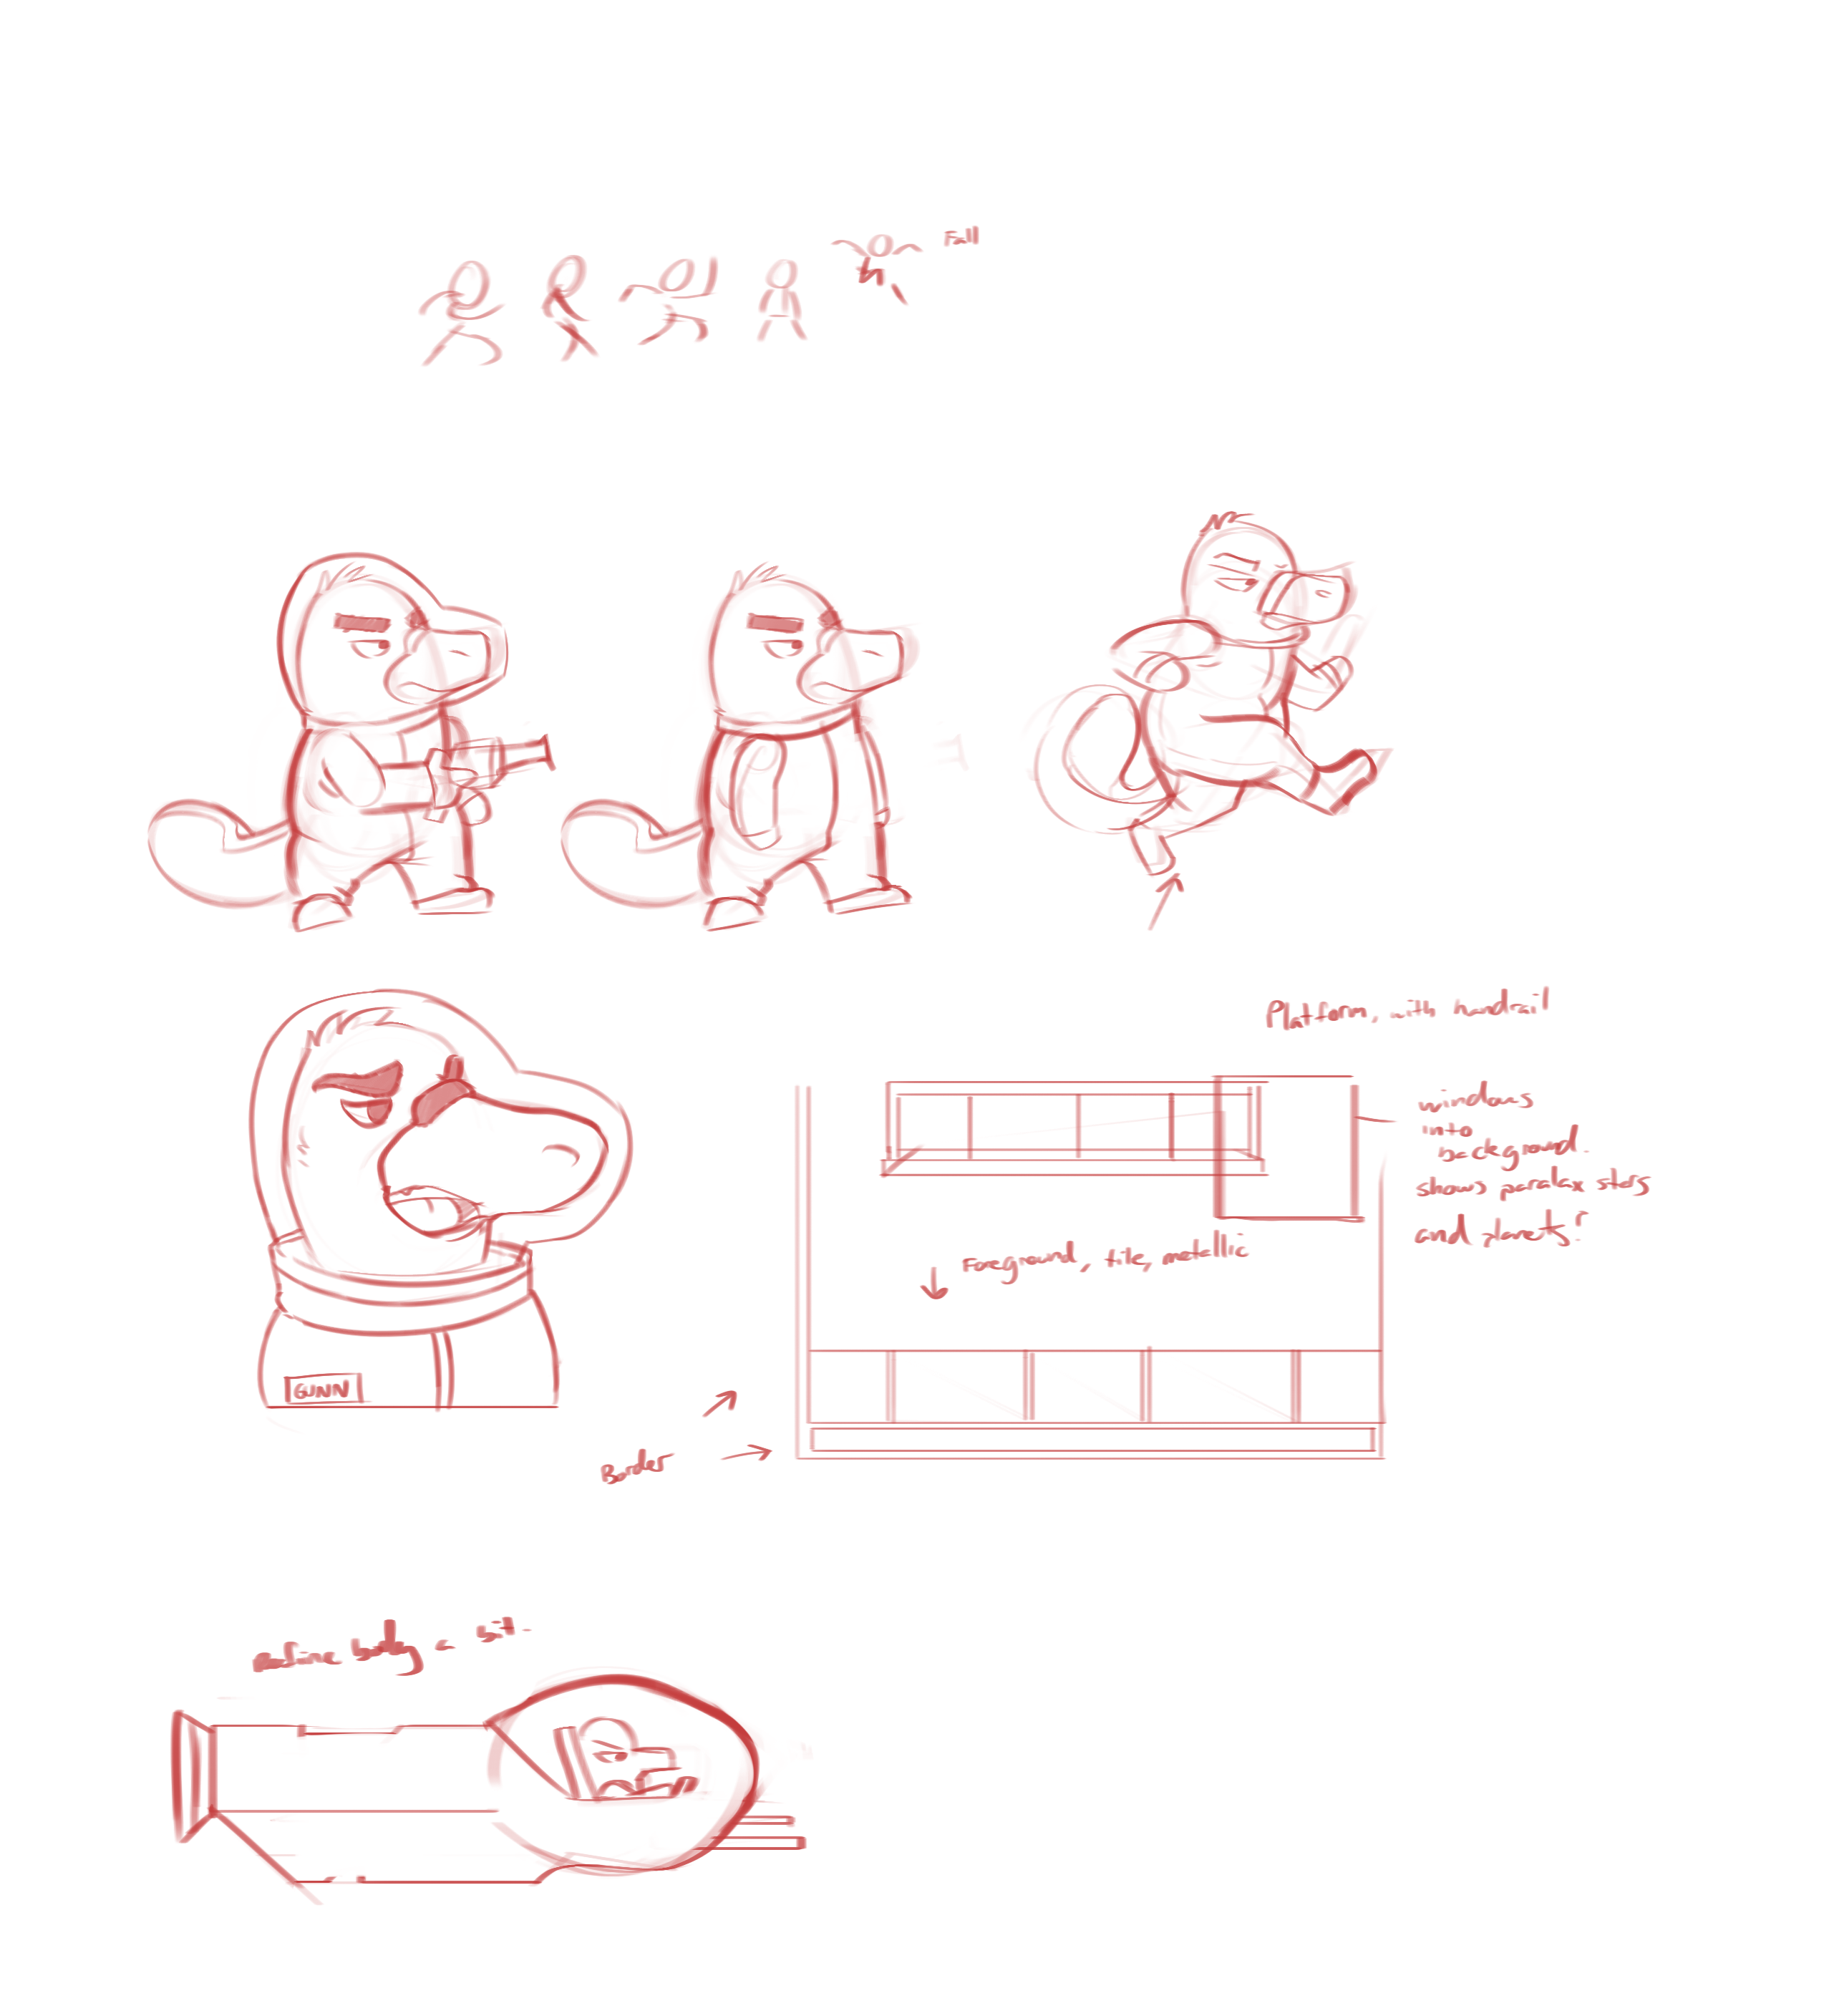 Fall
Platform, with handrail
windows
into
background.
shows paralax stars
and planets!
Foreground, tile, metallic
GUNN
Border
Refine body a bit.